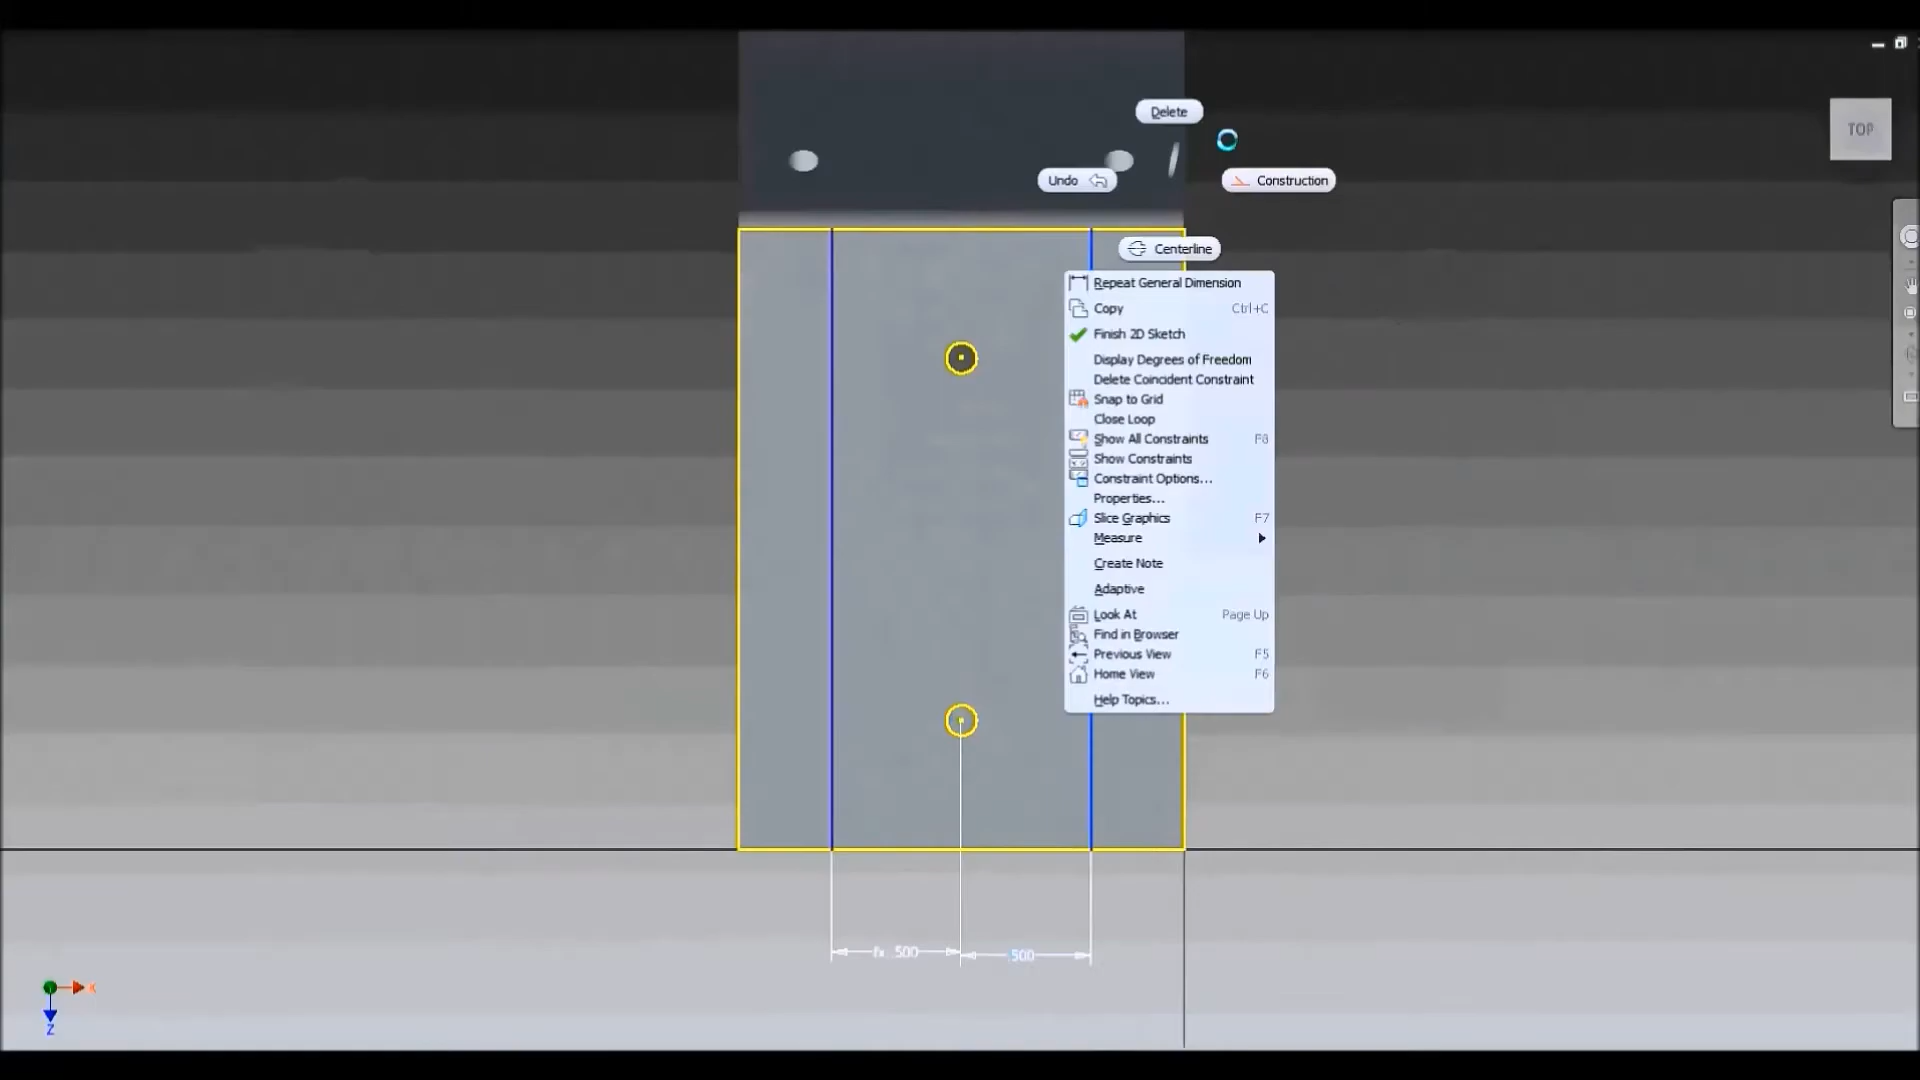 Delete
TOP
Undo
Construction
Centerline
Repeat General Dimension
Copy Ctrl+C
Finish 2D Sketch
Display Degrees of Freedom
Delete Coincident Constraint
Snap to Grid
Close Loop
Show All Constraints F8
Show Constraints
Constraint Options...
Properties...
Slice Graphics F7
Measure
Create Note
Adaptive
Look At Page Up
Find in Browser
Previous View F5
Home View F6
Help Topics...
fx: .500 .500
X
Z